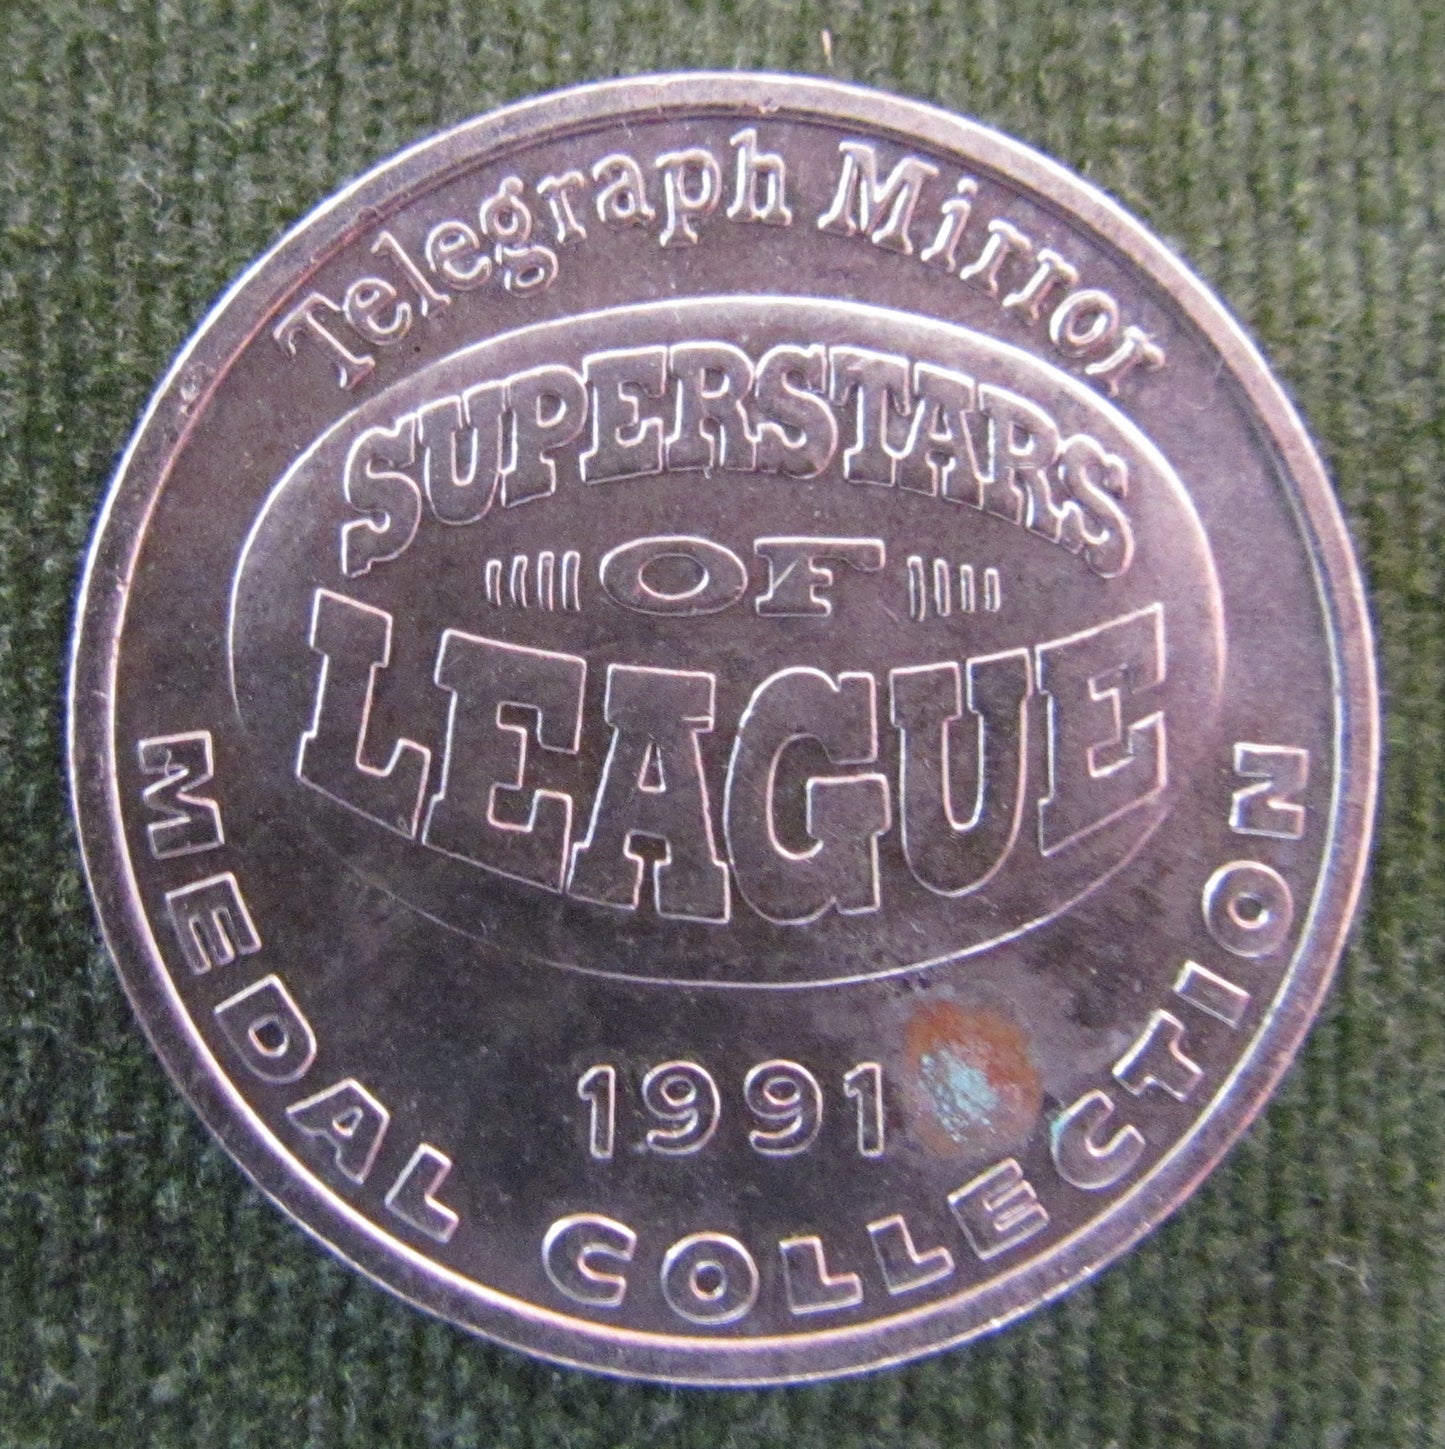 Telegraph Mirror
SUPERSTARS
OF
LEAGUE
1991
MEDAL COLLECTION